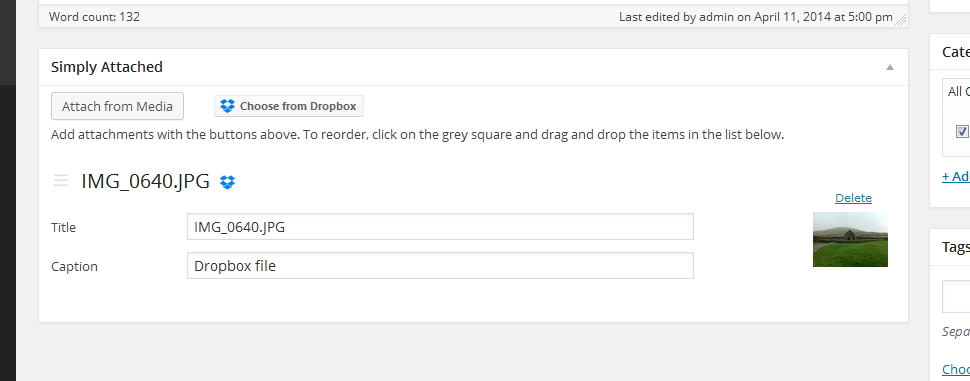 Word count: 132
Last edited by admin on April 11, 2014 at 5:00 pm
Simply Attached
Attach from Media
Choose from Dropbox
Add attachments with the buttons above. To reorder, click on the grey square and drag and drop the items in the list below.
IMG_0640.JPG
Delete
Title
IMG_0640.JPG
Caption
Dropbox file
Cate
All C
+ Ad
Tags
Sepa
Choo